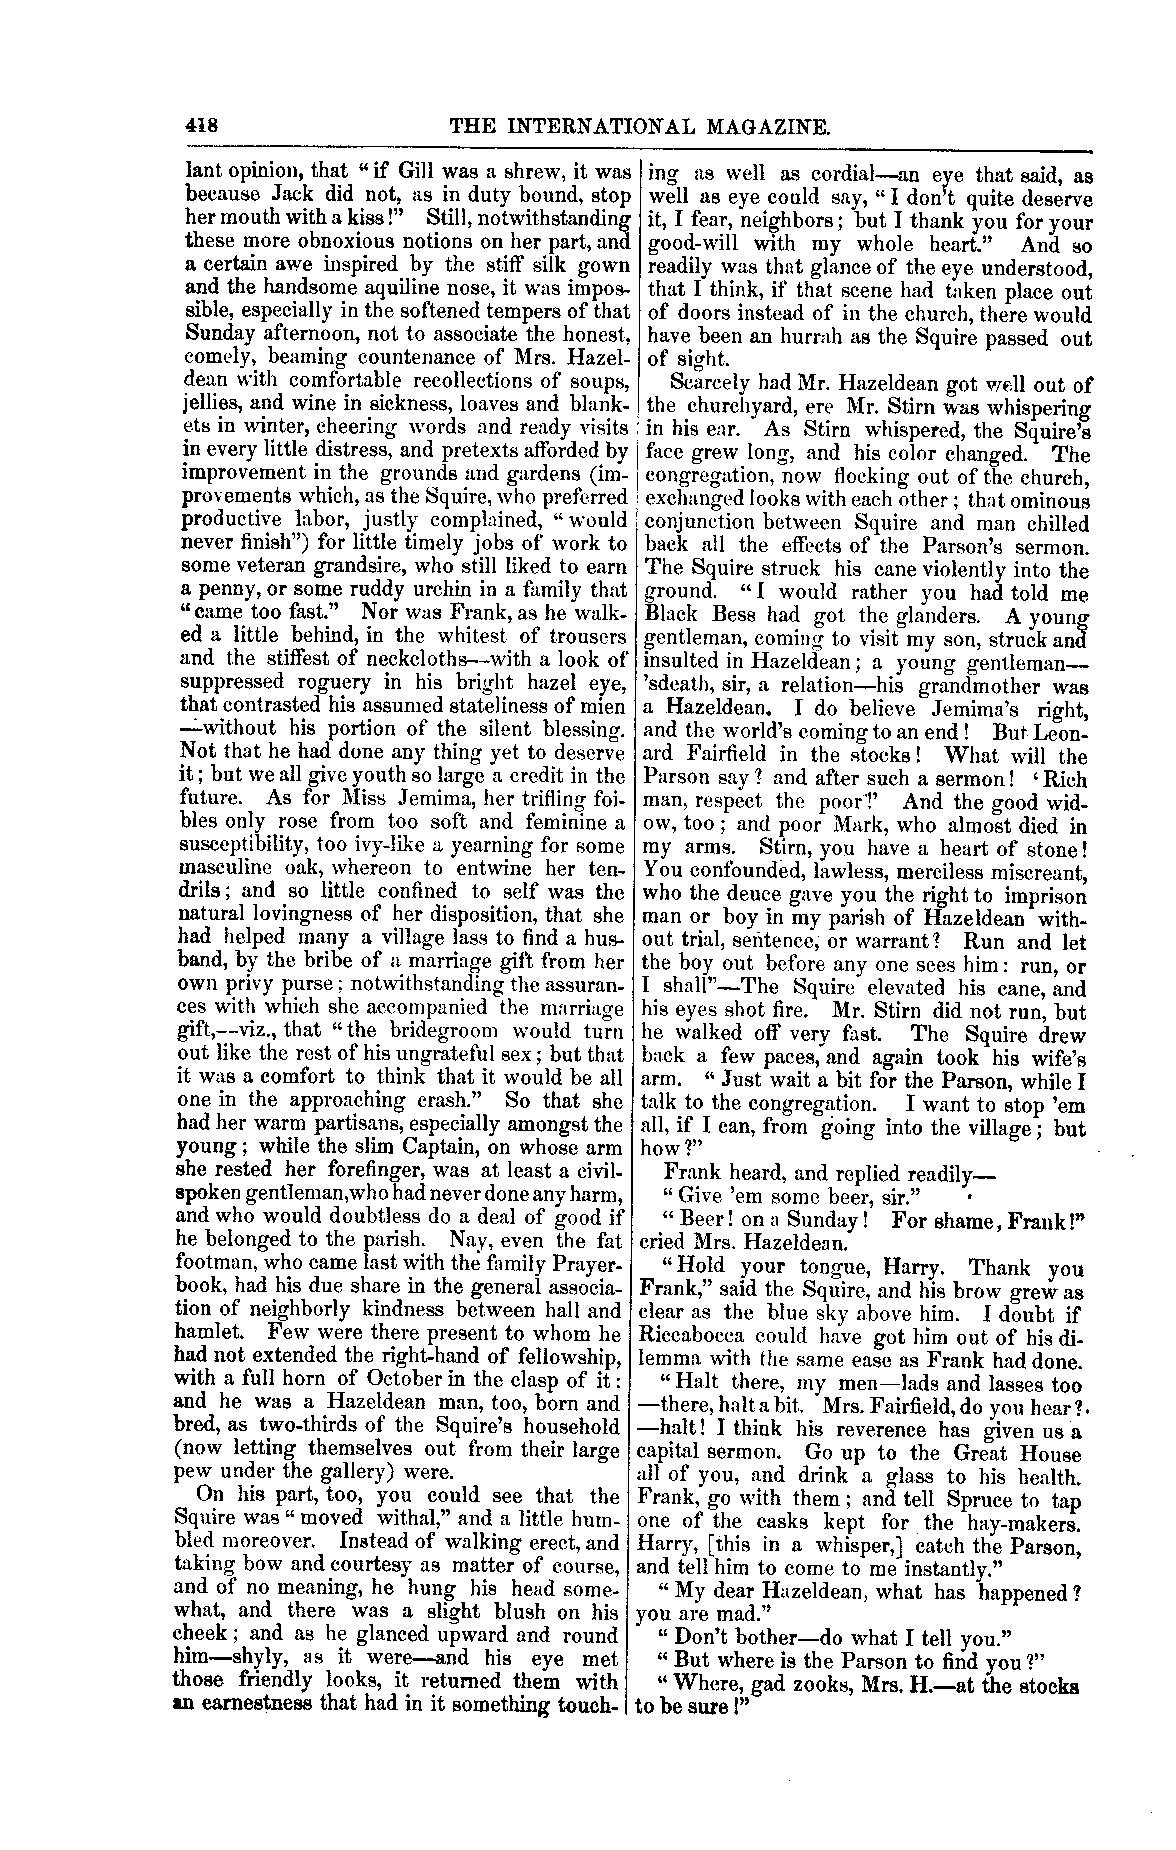 418 THE INTERNATIONAL MAGAZINE.
lant opinion, that “if Gill was a shrew, it was
because Jack did not, as in duty bound, stop
her mouth with a kiss!” Still, notwithstanding
these more obnoxious notions on her part, and
a certain awe inspired by the stiff silk gown
and the handsome aquiline nose, it was impos-
sible, especially in the softened tempers of that
Sunday afternoon, not to associate the honest,
comely, beaming countenance of Mrs. Hazel-
dean with comfortable recollections of soups,
jellies, and wine in sickness, loaves and blank-
ets in winter, cheering words and ready visits
in every little distress, and pretexts afforded by
improvement in the grounds and gardens (im-
provements which, as the Squire, who preferred
productive labor, justly complained, “would
never finish”) for little timely jobs of work to
some veteran grandsire, who still liked to earn
a penny, or some ruddy urchin in a family that
“came too fast.” Nor was Frank, as he walk-
ed a little behind, in the whitest of trousers
and the stiffest of neckcloths--with a look of
suppressed roguery in his bright hazel eye,
that contrasted his assumed stateliness of mien
—without his portion of the silent blessing.
Not that he had done any thing yet to deserve
it; but we all give youth so large a credit in the
future. As for Miss Jemima, her trifling foi-
bles only rose from too soft and feminine a
susceptibility, too ivy-like a yearning for some
masculine oak, whereon to entwine her ten-
drils; and so little confined to self was the
natural lovingness of her disposition, that she
had helped many a village lass to find a hus-
band, by the bribe of a marriage gift from her
own privy purse; notwithstanding the assuran-
ces with which she accompanied the marriage
gift,--viz., that “the bridegroom would turn
out like the rest of his ungrateful sex; but that
it was a comfort to think that it would be all
one in the approaching crash.” So that she
had her warm partisans, especially amongst the
young; while the slim Captain, on whose arm
she rested her forefinger, was at least a civil-
spoken gentleman, who had never done any harm,
and who would doubtless do a deal of good if
he belonged to the parish. Nay, even the fat
footman, who came last with the family Prayer-
book, had his due share in the general associa-
tion of neighborly kindness between hall and
hamlet. Few were there present to whom he
had not extended the right-hand of fellowship,
with a full horn of October in the clasp of it:
and he was a Hazeldean man, too, born and
bred, as two-thirds of the Squire's household
(now letting themselves out from their large
pew under the gallery) were.
On his part, too, you could see that the
Squire was “moved withal,” and a little hum-
bled moreover. Instead of walking erect, and
taking bow and courtesy as matter of course,
and of no meaning, he hung his head some-
what, and there was a slight blush on his
cheek; and as he glanced upward and round
him—shyly, as it were—and his eye met
those friendly looks, it returned them with
an earnestness that had in it something touch-
ing as well as cordial—an eye that said, as
well as eye could say, “I don't quite deserve
it, I fear, neighbors; but I thank you for your
good-will with my whole heart.” And so
readily was that glance of the eye understood,
that I think, if that scene had taken place out
of doors instead of in the church, there would
have been an hurrah as the Squire passed out
of sight.
Scarcely had Mr. Hazeldean got well out of
the churchyard, ere Mr. Stirn was whispering
in his ear. As Stirn whispered, the Squire's
face grew long, and his color changed. The
congregation, now flocking out of the church,
exchanged looks with each other; that ominous
conjunction between Squire and man chilled
back all the effects of the Parson's sermon.
The Squire struck his cane violently into the
ground. “I would rather you had told me
Black Bess had got the glanders. A young
gentleman, coming to visit my son, struck and
insulted in Hazeldean; a young gentleman—
'sdeath, sir, a relation—his grandmother was
a Hazeldean. I do believe Jemima's right,
and the world's coming to an end! But Leon-
ard Fairfield in the stocks! What will the
Parson say? and after such a sermon! ‘Rich
man, respect the poor!’ And the good wid-
ow, too; and poor Mark, who almost died in
my arms. Stirn, you have a heart of stone!
You confounded, lawless, merciless miscreant,
who the deuce gave you the right to imprison
man or boy in my parish of Hazeldean with-
out trial, sentence, or warrant? Run and let
the boy out before any one sees him: run, or
I shall”—The Squire elevated his cane, and
his eyes shot fire. Mr. Stirn did not run, but
he walked off very fast. The Squire drew
back a few paces, and again took his wife's
arm. “Just wait a bit for the Parson, while I
talk to the congregation. I want to stop 'em
all, if I can, from going into the village; but
how?”
Frank heard, and replied readily—
“Give 'em some beer, sir.”
“Beer! on a Sunday! For shame, Frank!”
cried Mrs. Hazeldean.
“Hold your tongue, Harry. Thank you
Frank,” said the Squire, and his brow grew as
clear as the blue sky above him. I doubt if
Riccabocca could have got him out of his di-
lemma with the same ease as Frank had done.
“Halt there, my men—lads and lasses too
—there, halt a bit. Mrs. Fairfield, do you hear?
—halt! I think his reverence has given us a
capital sermon. Go up to the Great House
all of you, and drink a glass to his health.
Frank, go with them; and tell Spruce to tap
one of the casks kept for the hay-makers.
Harry, [this in a whisper,] catch the Parson,
and tell him to come to me instantly.”
“My dear Hazeldean, what has happened?
you are mad.”
“Don't bother—do what I tell you.”
“But where is the Parson to find you?”
“Where, gad zooks, Mrs. H.—at the stocks
to be sure!”